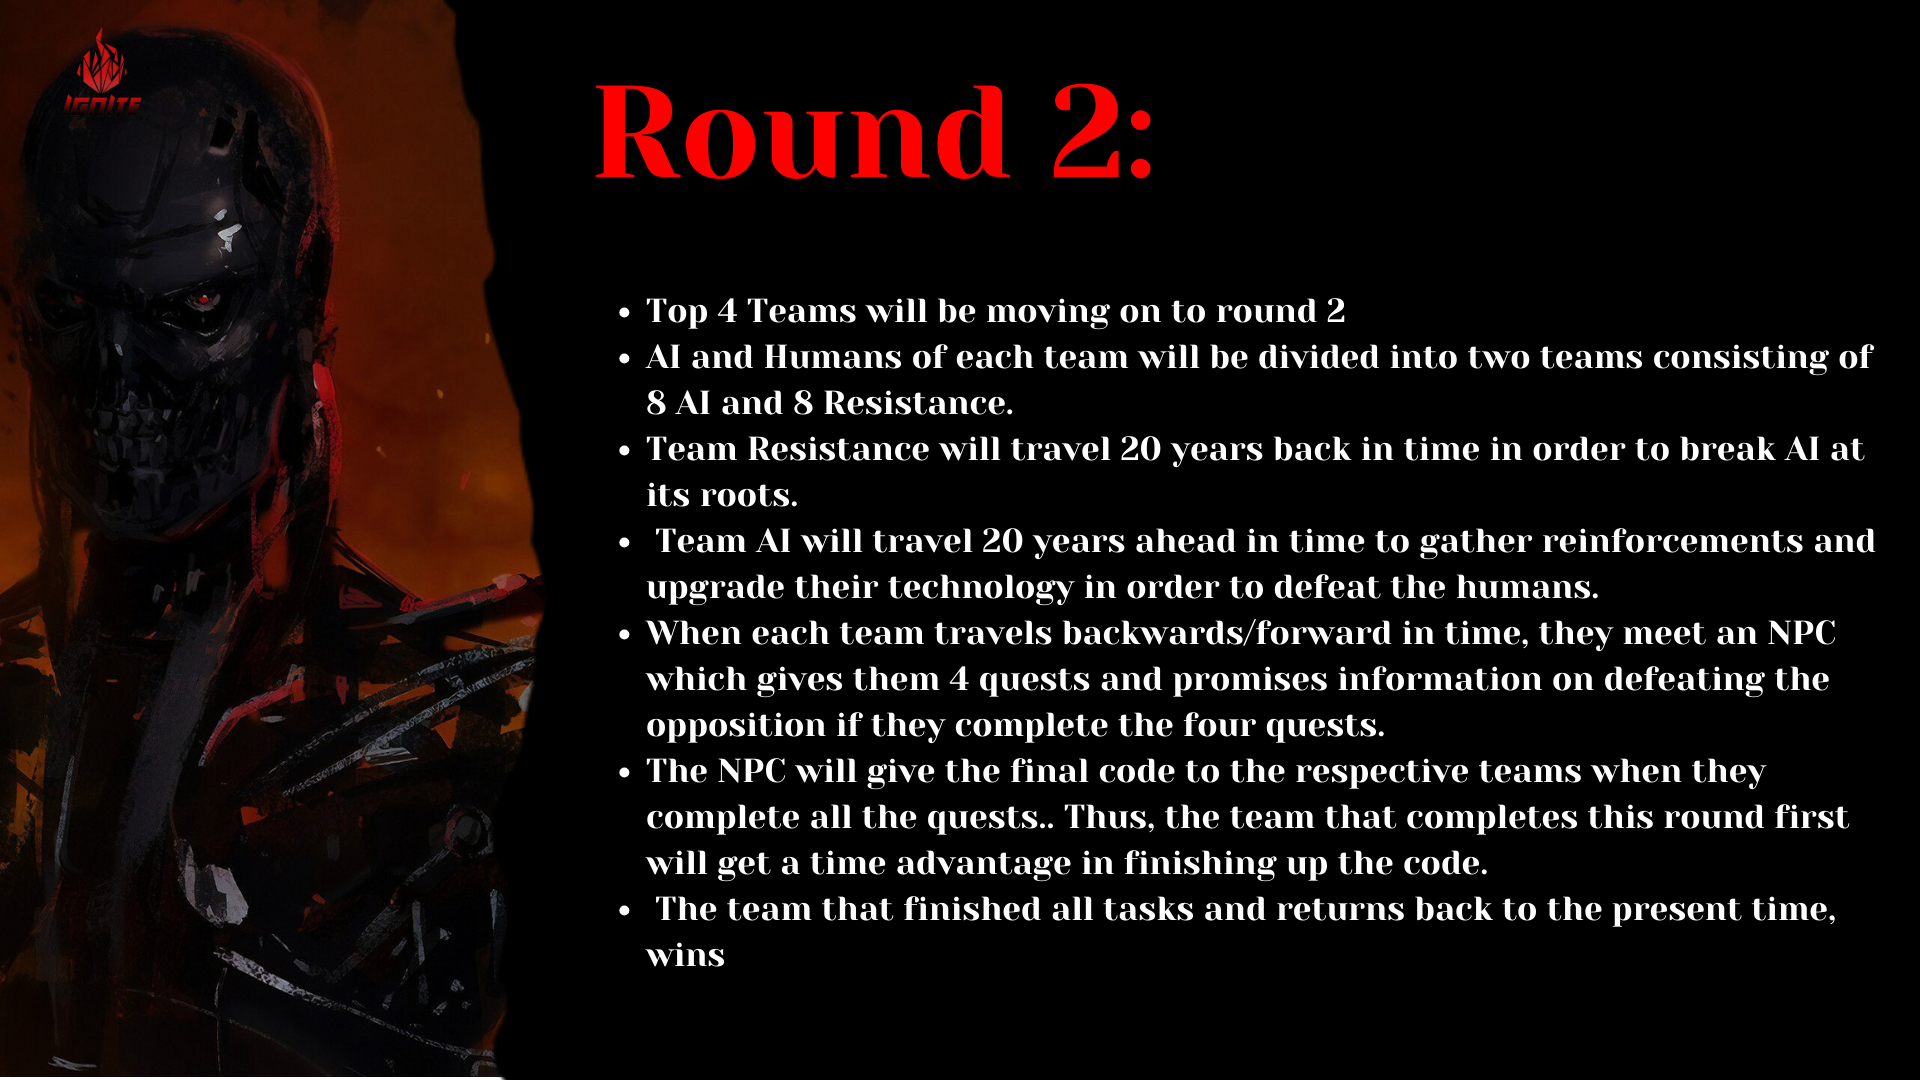 IGNITE
Round 2:
• Top 4 Teams will be moving on to round 2
• AI and Humans of each team will be divided into two teams consisting of
8 AI and 8 Resistance.
• Team Resistance will travel 20 years back in time in order to break AI at
its roots.
• Team AI will travel 20 years ahead in time to gather reinforcements and
upgrade their technology in order to defeat the humans.
• When each team travels backwards/forward in time, they meet an NPC
which gives them 4 quests and promises information on defeating the
opposition if they complete the four quests.
• The NPC will give the final code to the respective teams when they
complete all the quests.. Thus, the team that completes this round first
will get a time advantage in finishing up the code.
• The team that finished all tasks and returns back to the present time,
wins